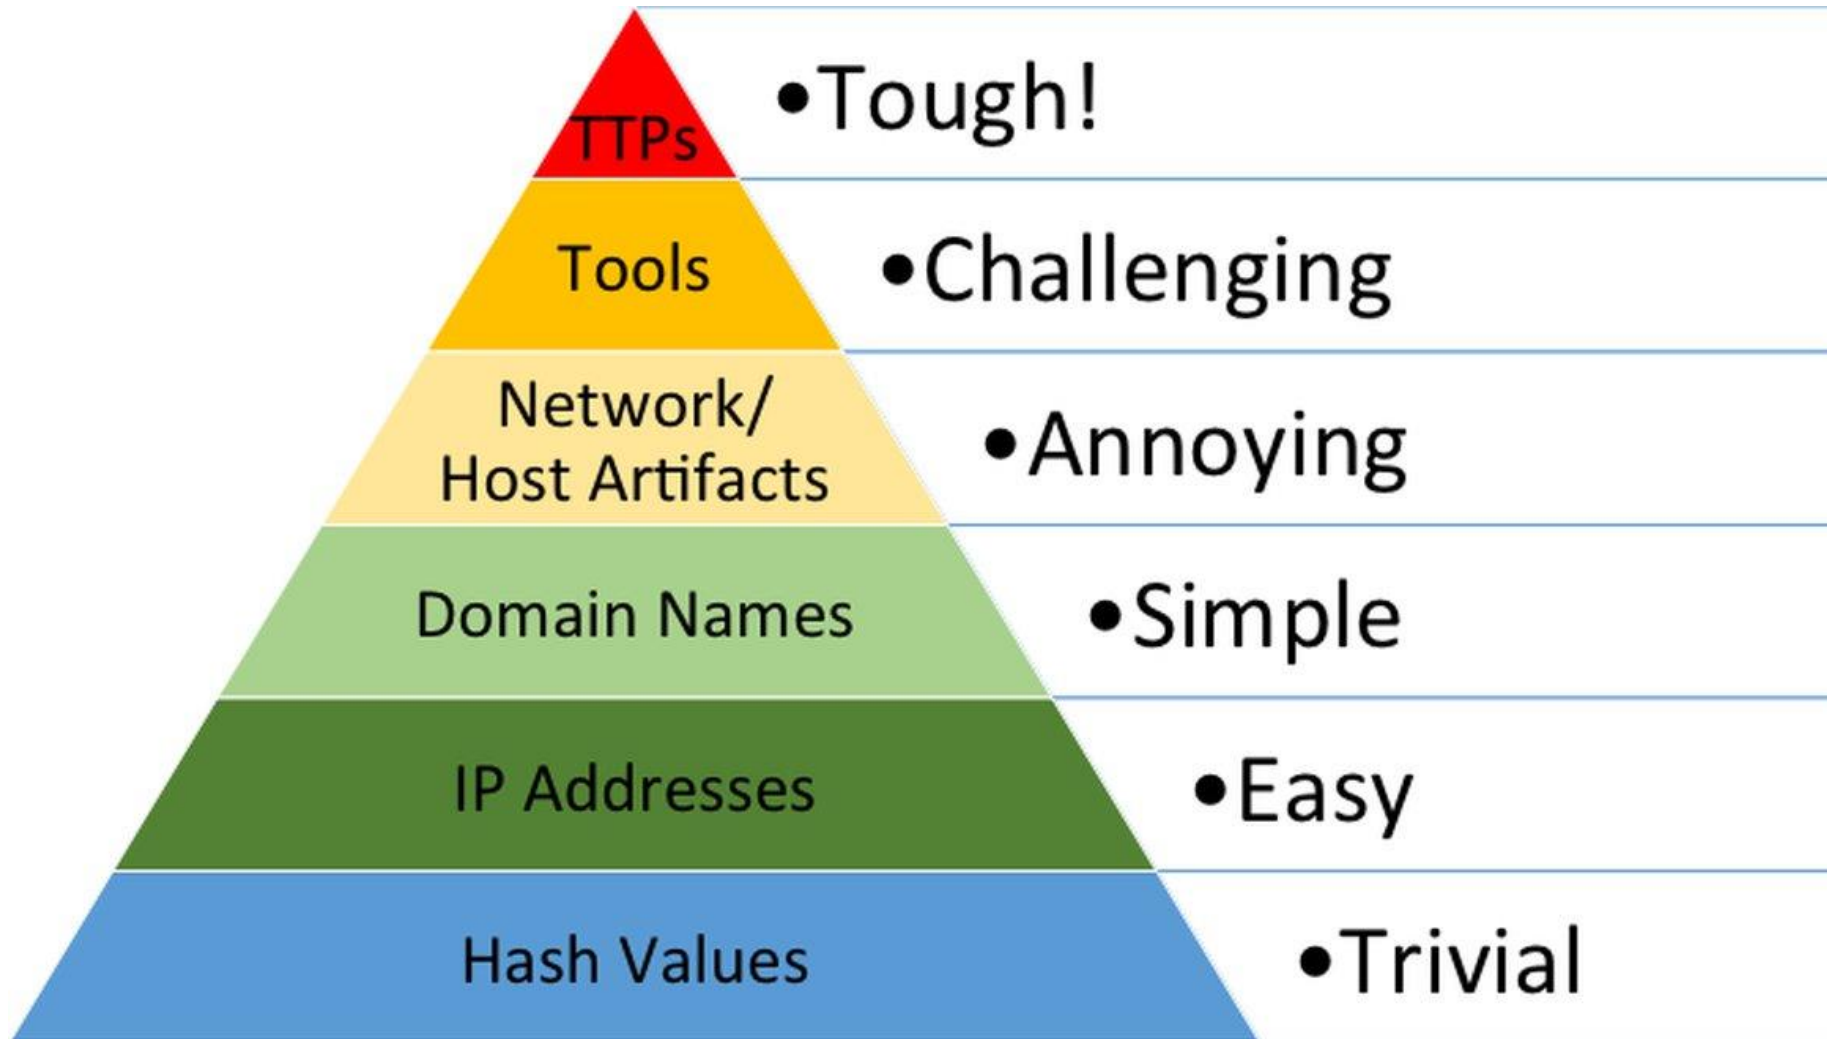 TTPs
•Tough!
Tools
•Challenging
Network/
Host Artifacts
•Annoying
Domain Names
•Simple
IP Addresses
•Easy
Hash Values
•Trivial